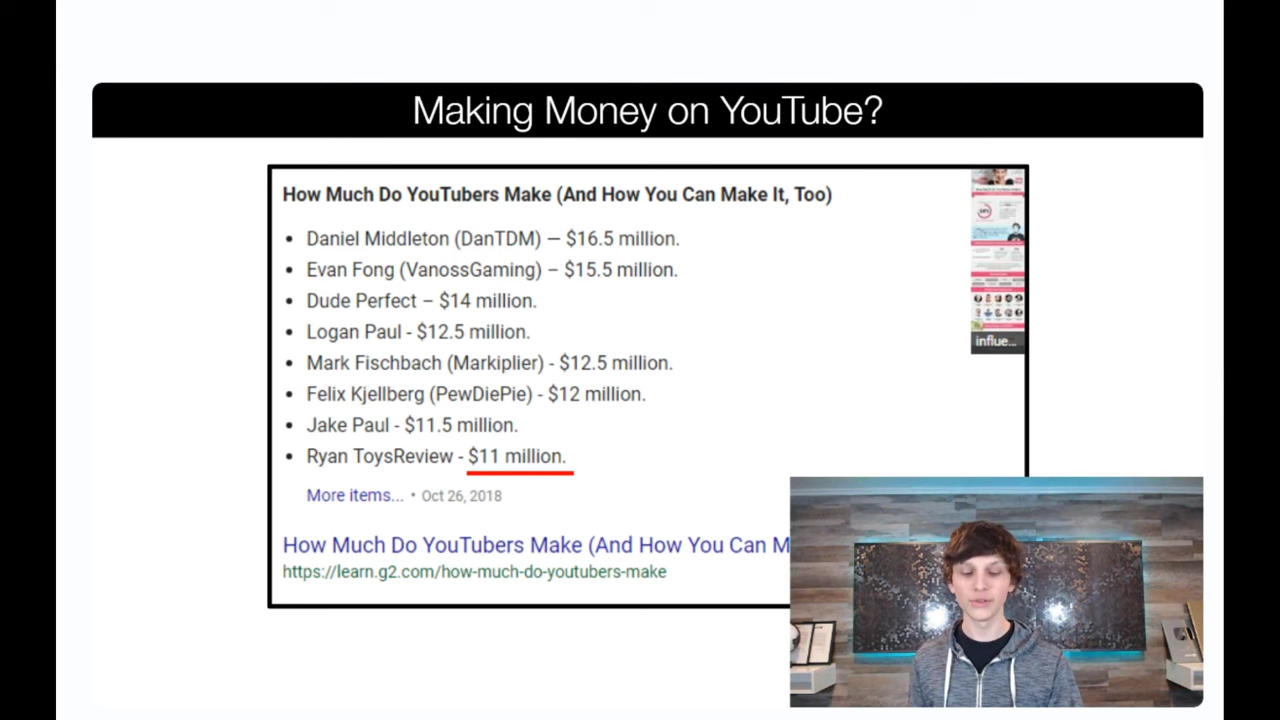 Making Money on YouTube?
How Much Do YouTubers Make (And How You Can Make It, Too)
• Daniel Middleton (DanTDM) — $16.5 million.
• Evan Fong (VanossGaming) – $15.5 million.
• Dude Perfect – $14 million.
• Logan Paul - $12.5 million.
• Mark Fischbach (Markiplier) - $12.5 million.
• Felix Kjellberg (PewDiePie) - $12 million.
• Jake Paul - $11.5 million.
• Ryan ToysReview - $11 million.
influe...
More items... • Oct 26, 2018
How Much Do YouTubers Make (And How You Can M
https://learn.g2.com/how-much-do-youtubers-make